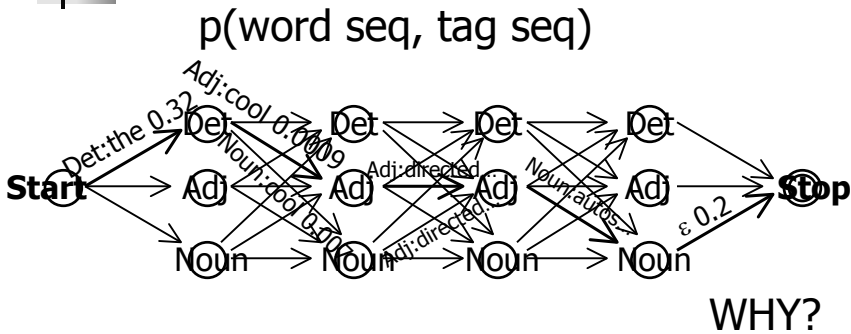 p(word seq, tag seq)
Det:the 0.32
Adj:cool 0.0009
Noun:cool 0.007
Adj:directed…
Adj:directed…
Noun:autos…
ε 0.2
Det Det Det Det
Start Adj Adj Adj Adj Stop
Noun Noun Noun Noun
WHY?